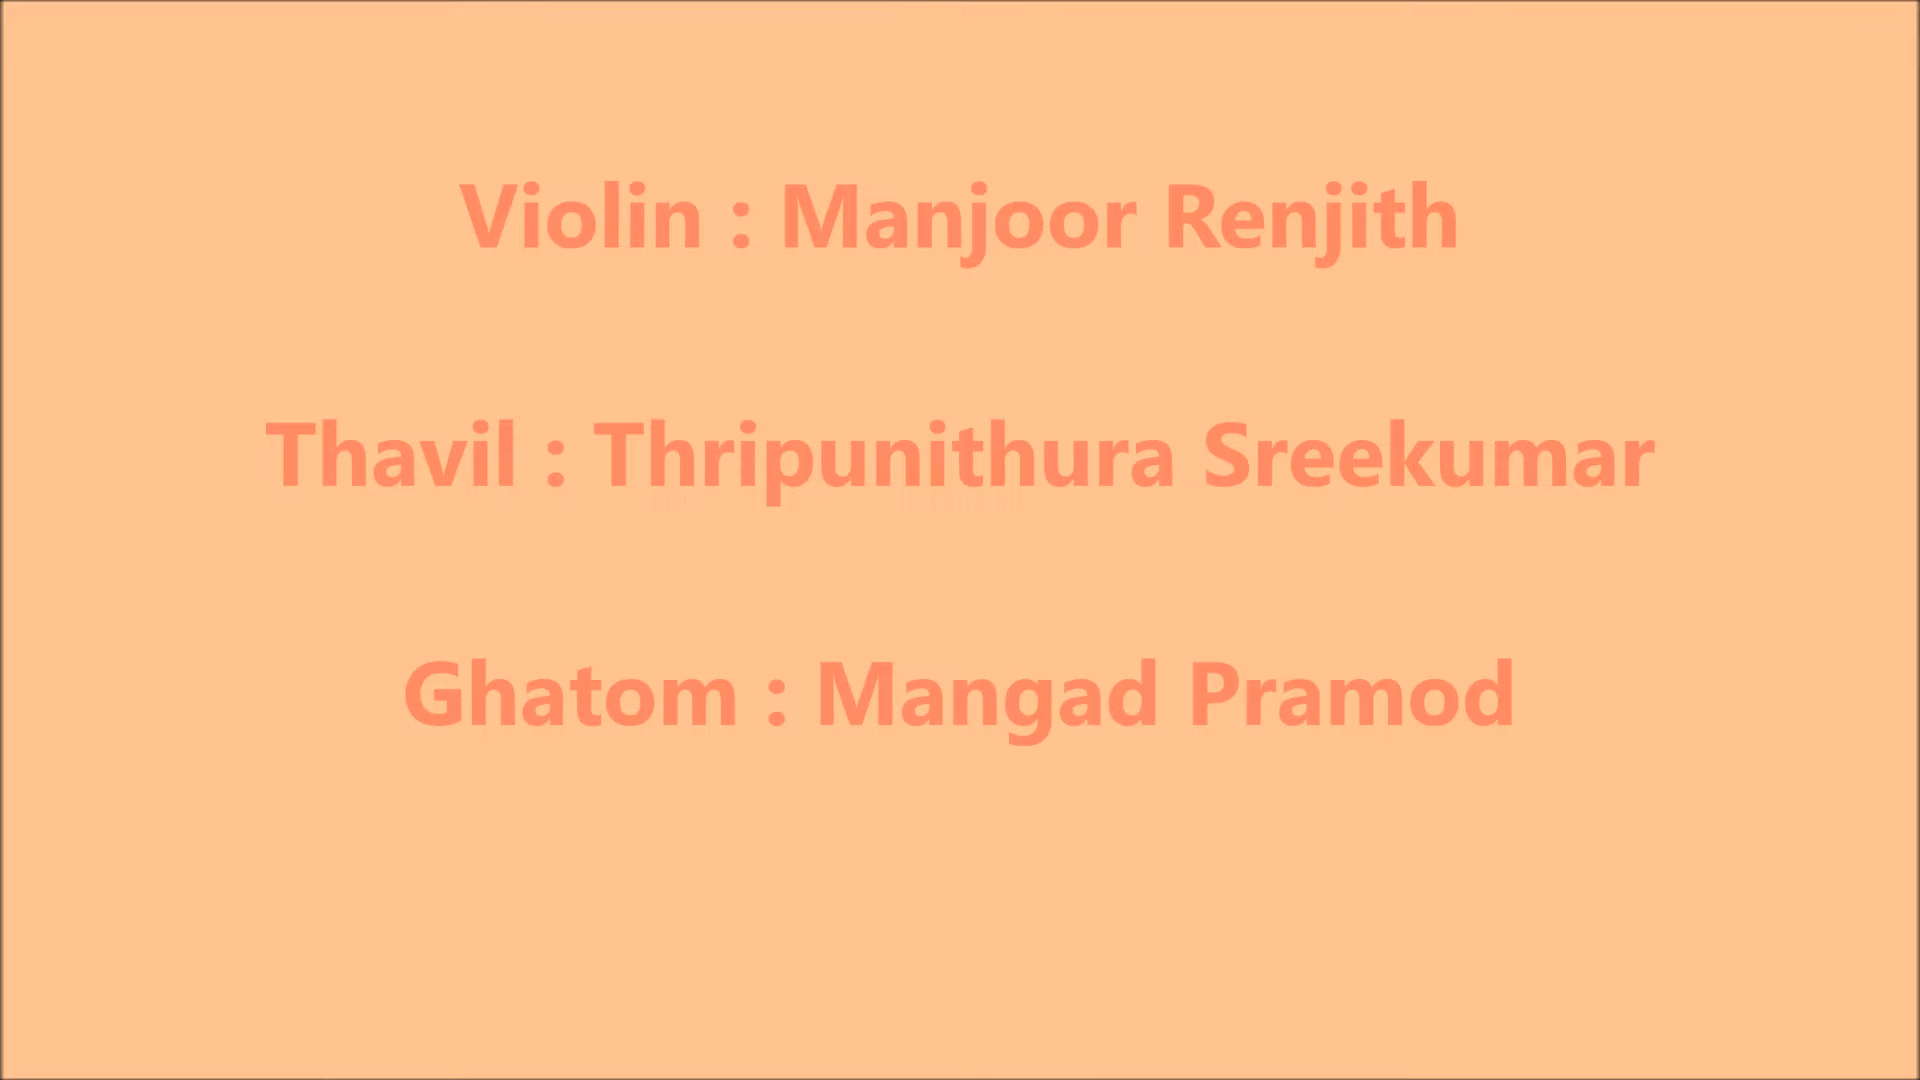 Violin : Manjoor Renjith
Thavil : Thripunithura Sreekumar
Ghatom : Mangad Pramod